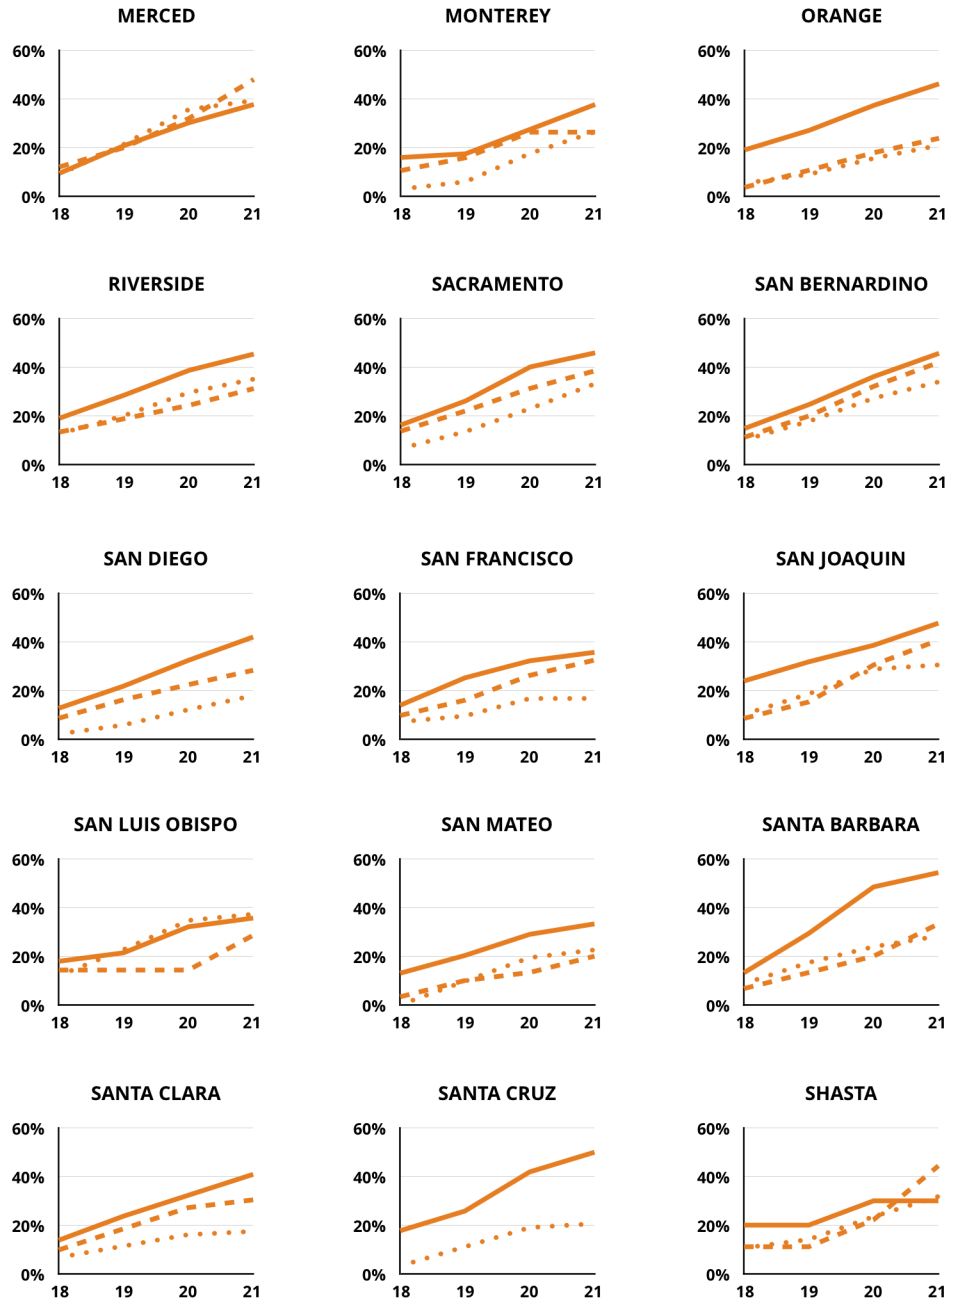 MERCED MONTEREY ORANGE
60% 60% 60%
40% 40% 40%
20% 20% 20%
0% 0% 0%
18 19 20 21 18 19 20 21 18 19 20 21
RIVERSIDE SACRAMENTO SAN BERNARDINO
60% 60% 60%
40% 40% 40%
20% 20% 20%
0% 0% 0%
18 19 20 21 18 19 20 21 18 19 20 21
SAN DIEGO SAN FRANCISCO SAN JOAQUIN
60% 60% 60%
40% 40% 40%
20% 20% 20%
0% 0% 0%
18 19 20 21 18 19 20 21 18 19 20 21
SAN LUIS OBISPO SAN MATEO SANTA BARBARA
60% 60% 60%
40% 40% 40%
20% 20% 20%
0% 0% 0%
18 19 20 21 18 19 20 21 18 19 20 21
SANTA CLARA SANTA CRUZ SHASTA
60% 60% 60%
40% 40% 40%
20% 20% 20%
0% 0% 0%
18 19 20 21 18 19 20 21 18 19 20 21